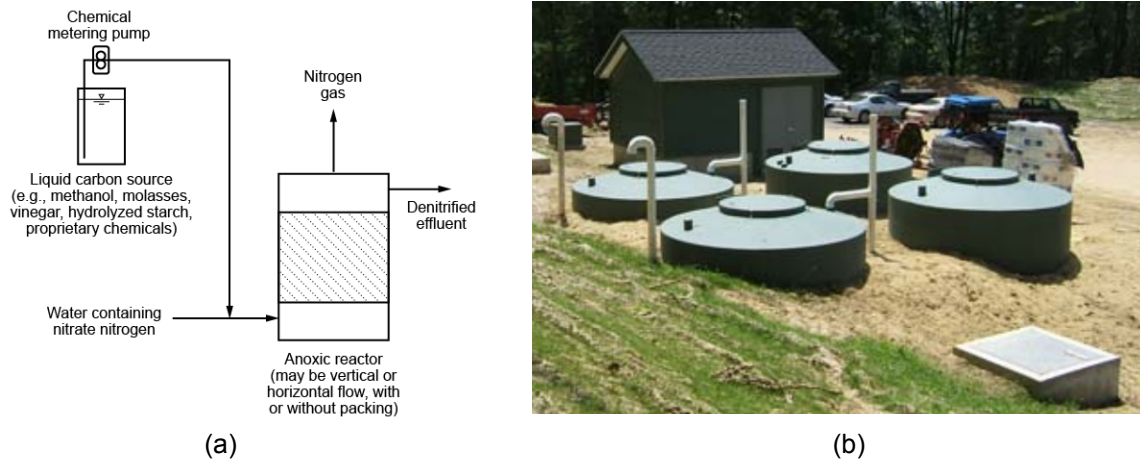 Chemical
metering pump
Nitrogen
gas
Liquid carbon source
(e.g., methanol, molasses,
vinegar, hydrolyzed starch,
proprietary chemicals)
Denitrified
effluent
Water containing
nitrate nitrogen
Anoxic reactor
(may be vertical or
horizontal flow, with
or without packing)
(a)
(b)